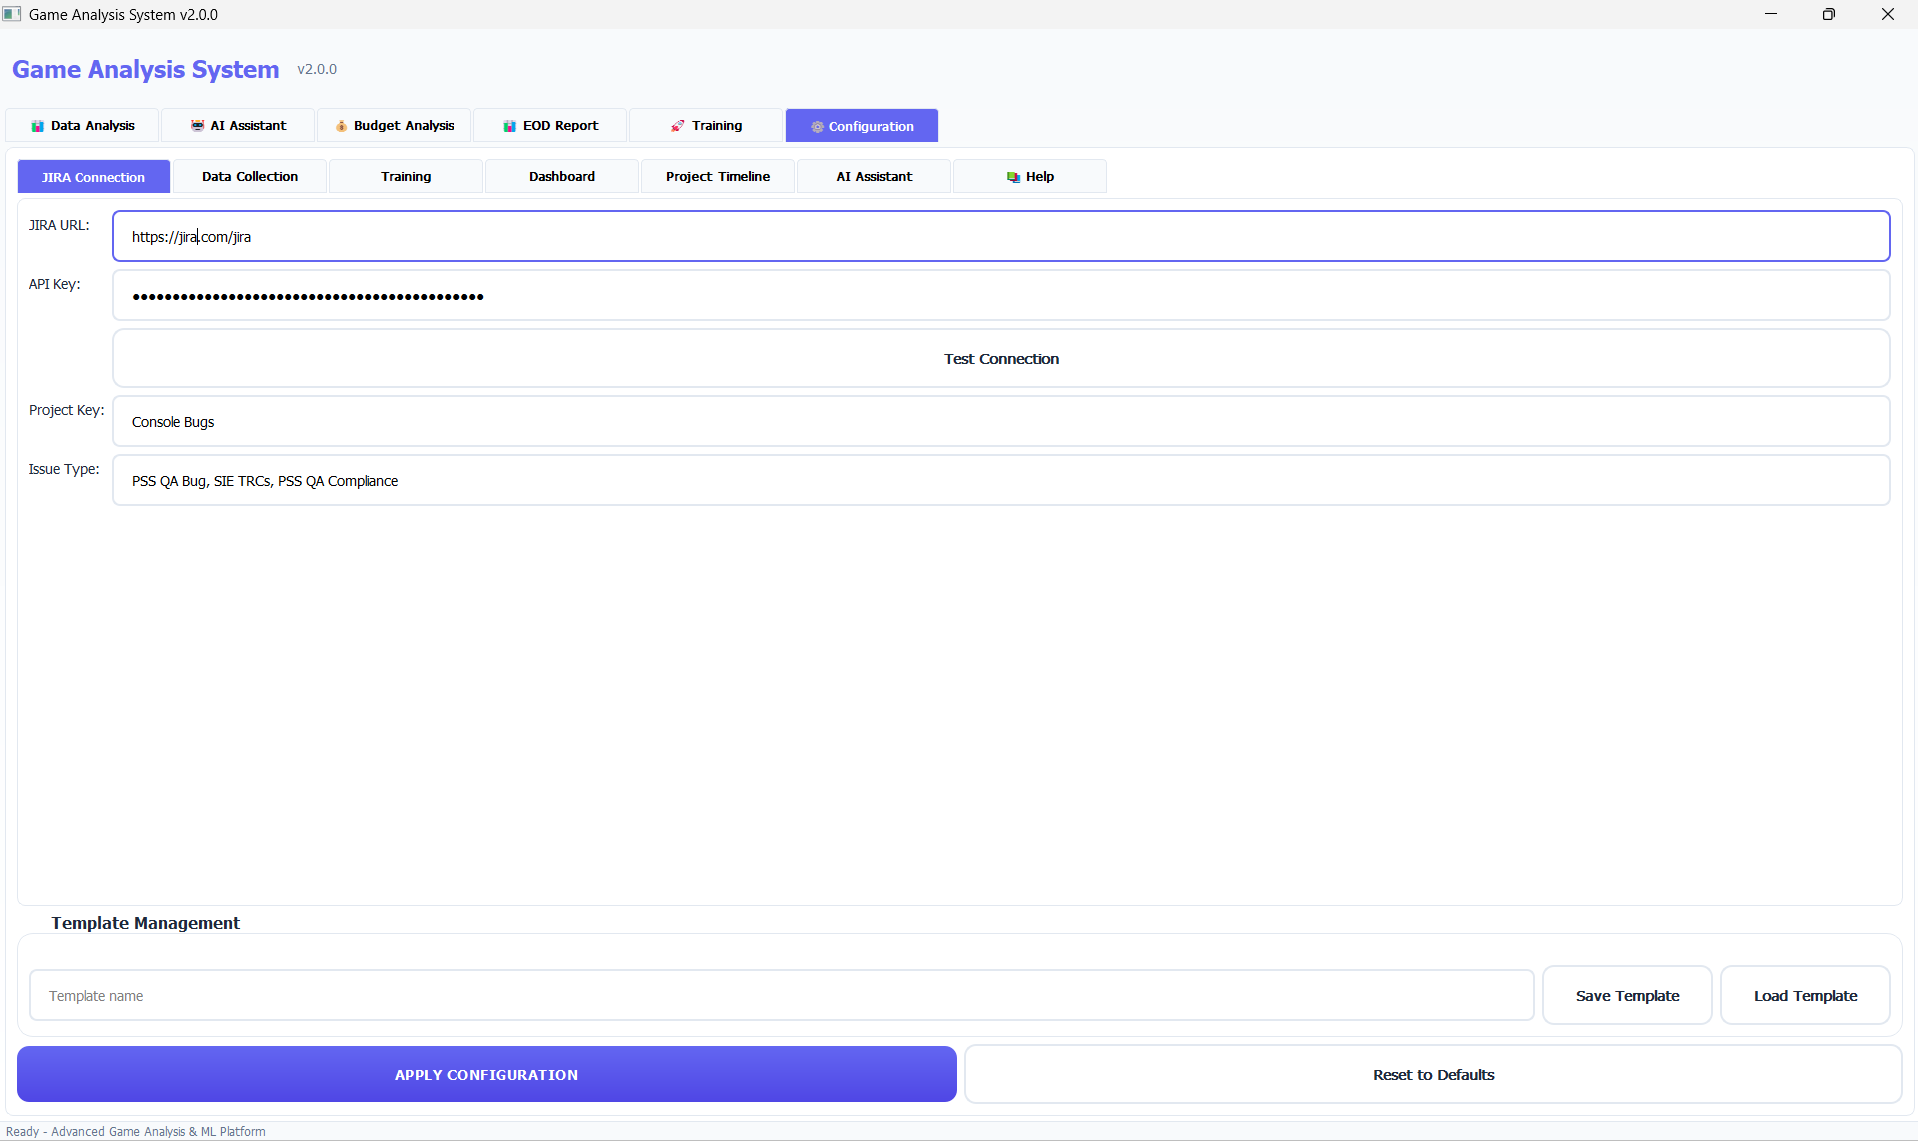 Game Analysis System v2.0.0
Game Analysis System v2.0.0
Data Analysis AI Assistant Budget Analysis EOD Report Training Configuration
JIRA Connection Data Collection Training Dashboard Project Timeline AI Assistant Help
JIRA URL: https://jira.com/jira
API Key: ••••••••••••••••••••••••••••••••••••••••••••
Test Connection
Project Key: Console Bugs
Issue Type: PSS QA Bug, SIE TRCs, PSS QA Compliance
Template Management
Template name Save Template Load Template
APPLY CONFIGURATION Reset to Defaults
Ready - Advanced Game Analysis & ML Platform